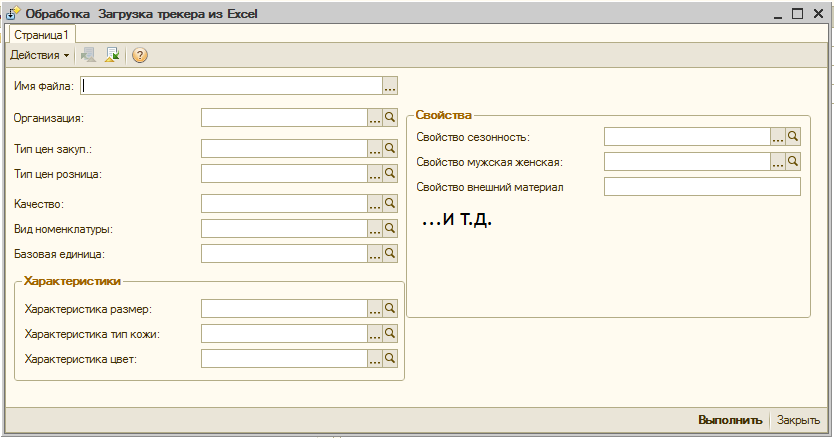 Обработка Загрузка трекера из Excel
Страница1
Действия
Имя файла:
Организация:
Тип цен закуп.:
Тип цен розница:
Качество:
Вид номенклатуры:
Базовая единица:
Характеристики
Характеристика размер:
Характеристика тип кожи:
Характеристика цвет:
Свойства
Свойство сезонность:
Свойство мужская женская:
Свойство внешний материал
...и т.д.
Выполнить Закрыть